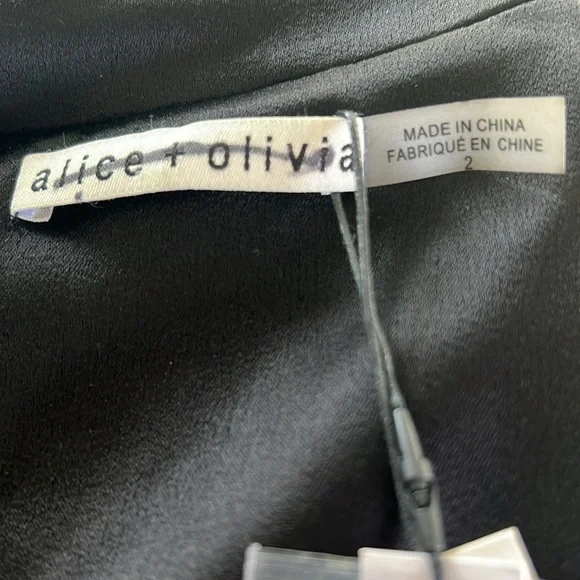 alice + olivia
MADE IN CHINA
FABRIQUÉ EN CHINE
2